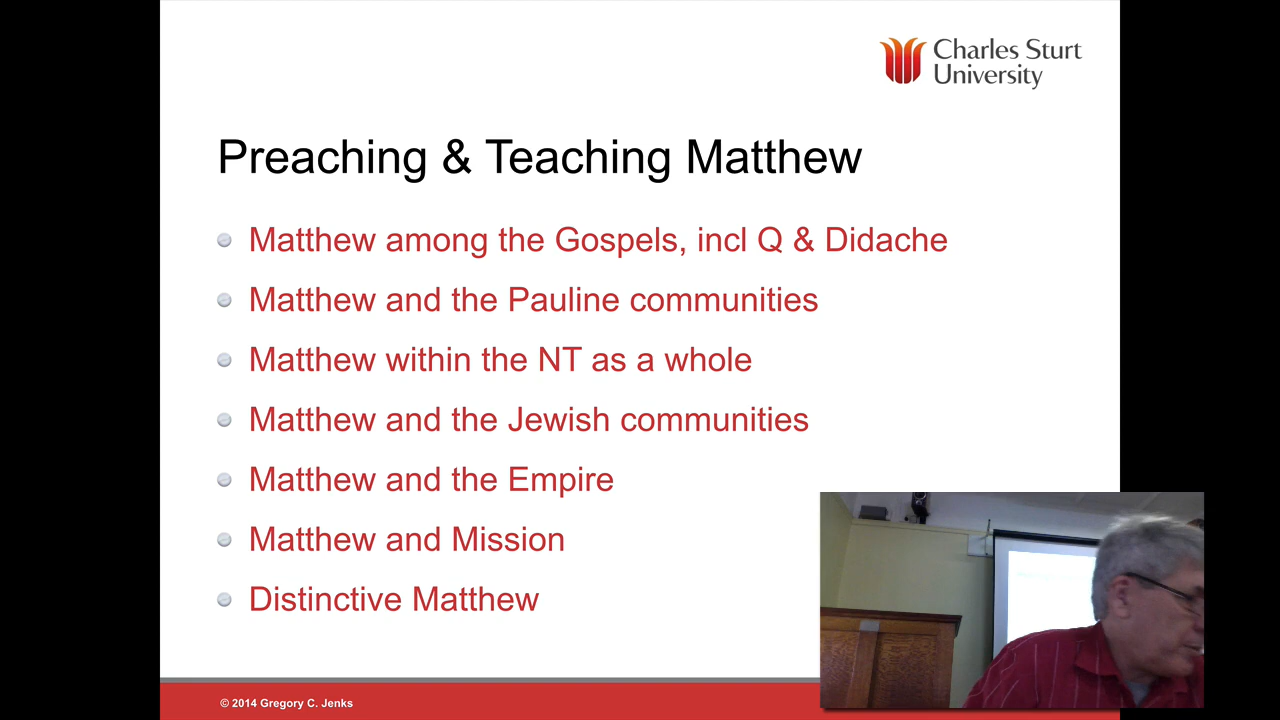 Charles Sturt
University
Preaching & Teaching Matthew
Matthew among the Gospels, incl Q & Didache
Matthew and the Pauline communities
Matthew within the NT as a whole
Matthew and the Jewish communities
Matthew and the Empire
Matthew and Mission
Distinctive Matthew
© 2014 Gregory C. Jenks